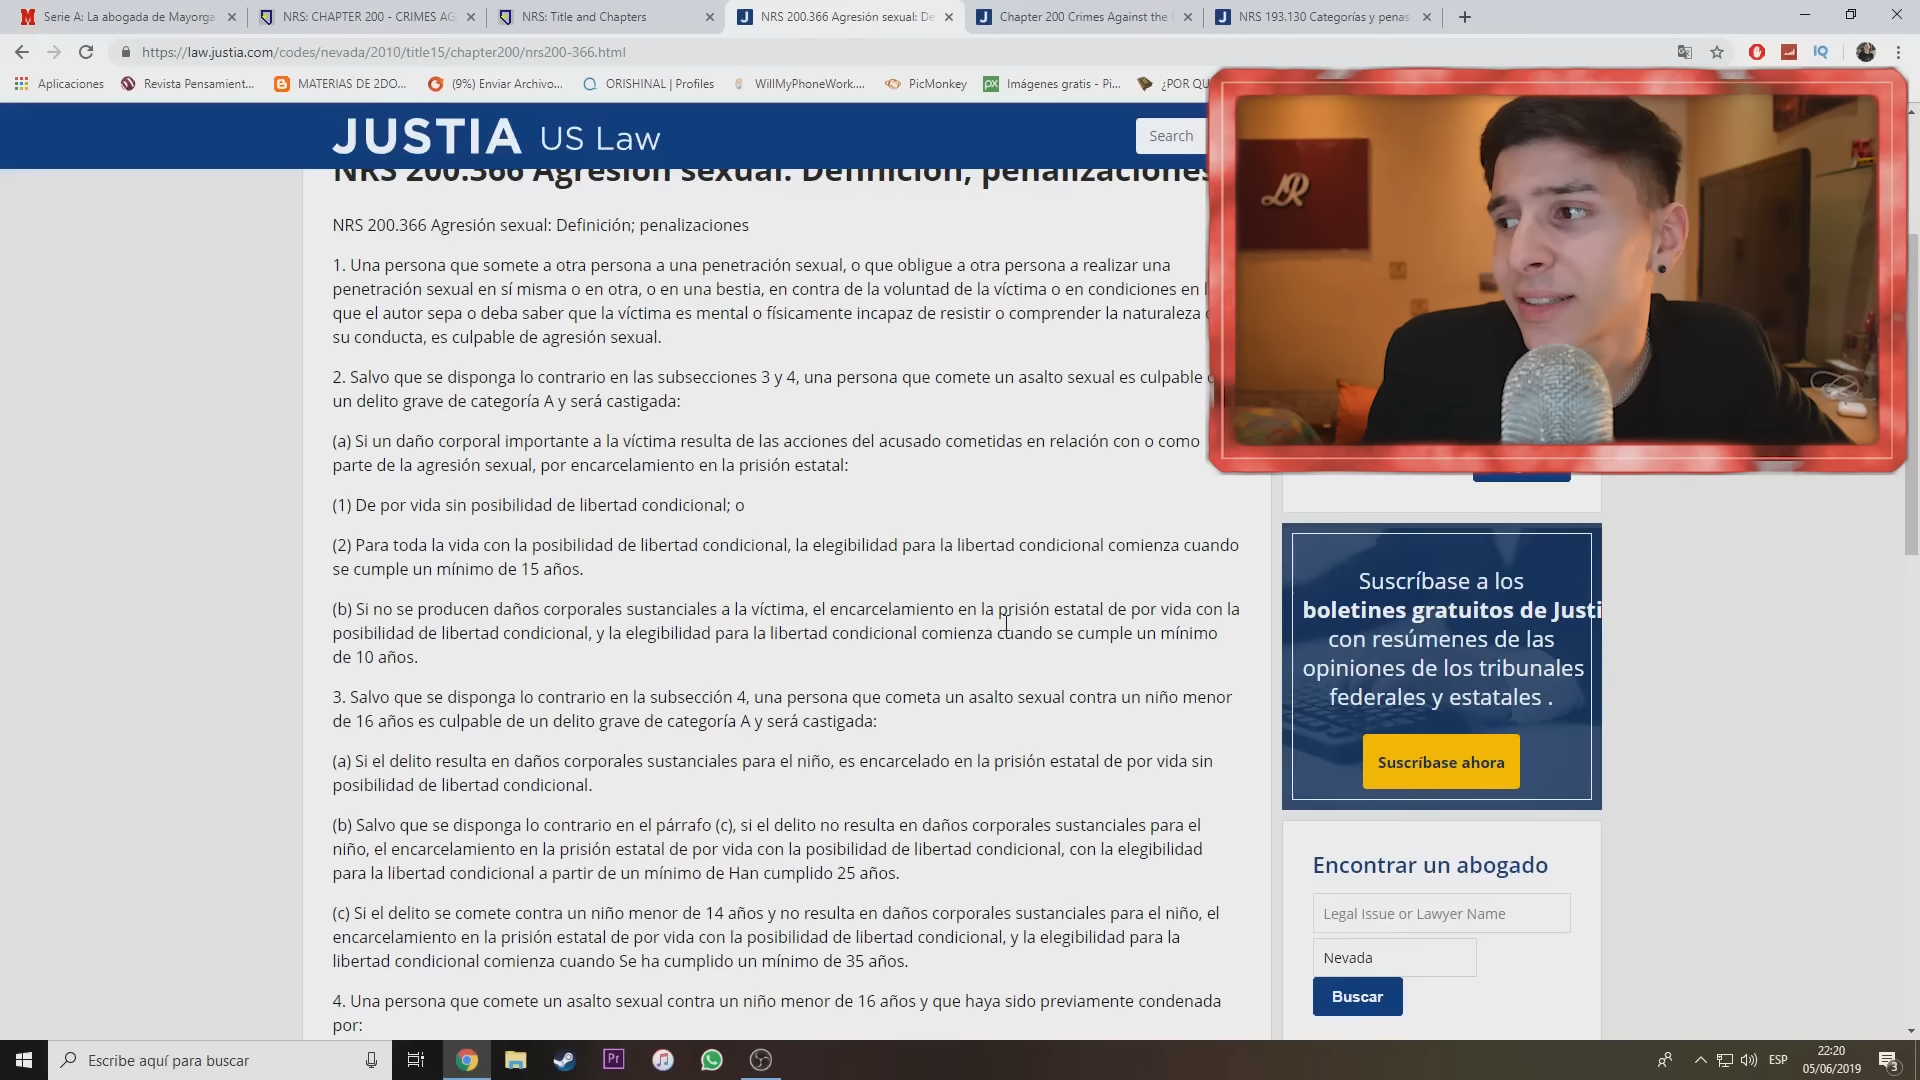 Serie A: La abogada de Mayorga
NRS: CHAPTER 200 - CRIMES AG
NRS: Title and Chapters
NRS 200.366 Agresión sexual: De
Chapter 200 Crimes Against the
NRS 193.130 Categorías y penas
https://law.justia.com/codes/nevada/2010/title15/chapter200/nrs200-366.html
Aplicaciones
Revista Pensamient...
MATERIAS DE 2DO...
(9%) Enviar Archivo...
ORISHINAL | Profiles
WillMyPhoneWork....
PicMonkey
Imágenes gratis - Pi...
¿POR QU
JUSTIA US Law
Search
LR
NRS 200.366 Agresión sexual: Definición; penalizaciones
NRS 200.366 Agresión sexual: Definición; penalizaciones
1. Una persona que somete a otra persona a una penetración sexual, o que obligue a otra persona a realizar una
penetración sexual en sí misma o en otra, o en una bestia, en contra de la voluntad de la víctima o en condiciones en l
que el autor sepa o deba saber que la víctima es mental o físicamente incapaz de resistir o comprender la naturaleza
su conducta, es culpable de agresión sexual.
2. Salvo que se disponga lo contrario en las subsecciones 3 y 4, una persona que comete un asalto sexual es culpable
un delito grave de categoría A y será castigada:
(a) Si un daño corporal importante a la víctima resulta de las acciones del acusado cometidas en relación con o como
parte de la agresión sexual, por encarcelamiento en la prisión estatal:
(1) De por vida sin posibilidad de libertad condicional; o
(2) Para toda la vida con la posibilidad de libertad condicional, la elegibilidad para la libertad condicional comienza cuando
se cumple un mínimo de 15 años.
(b) Si no se producen daños corporales sustanciales a la víctima, el encarcelamiento en la prisión estatal de por vida con la
posibilidad de libertad condicional, y la elegibilidad para la libertad condicional comienza cuando se cumple un mínimo
de 10 años.
3. Salvo que se disponga lo contrario en la subsección 4, una persona que cometa un asalto sexual contra un niño menor
de 16 años es culpable de un delito grave de categoría A y será castigada:
(a) Si el delito resulta en daños corporales sustanciales para el niño, es encarcelado en la prisión estatal de por vida sin
posibilidad de libertad condicional.
(b) Salvo que se disponga lo contrario en el párrafo (c), si el delito no resulta en daños corporales sustanciales para el
niño, el encarcelamiento en la prisión estatal de por vida con la posibilidad de libertad condicional, con la elegibilidad
para la libertad condicional a partir de un mínimo de Han cumplido 25 años.
(c) Si el delito se comete contra un niño menor de 14 años y no resulta en daños corporales sustanciales para el niño, el
encarcelamiento en la prisión estatal de por vida con la posibilidad de libertad condicional, y la elegibilidad para la
libertad condicional comienza cuando Se ha cumplido un mínimo de 35 años.
4. Una persona que comete un asalto sexual contra un niño menor de 16 años y que haya sido previamente condenada
por:
Suscríbase a los
boletines gratuitos de Justi
con resúmenes de las
opiniones de los tribunales
federales y estatales .
Suscríbase ahora
Encontrar un abogado
Legal Issue or Lawyer Name
Nevada
Buscar
Escribe aquí para buscar
ESP
22:20
05/06/2019
3